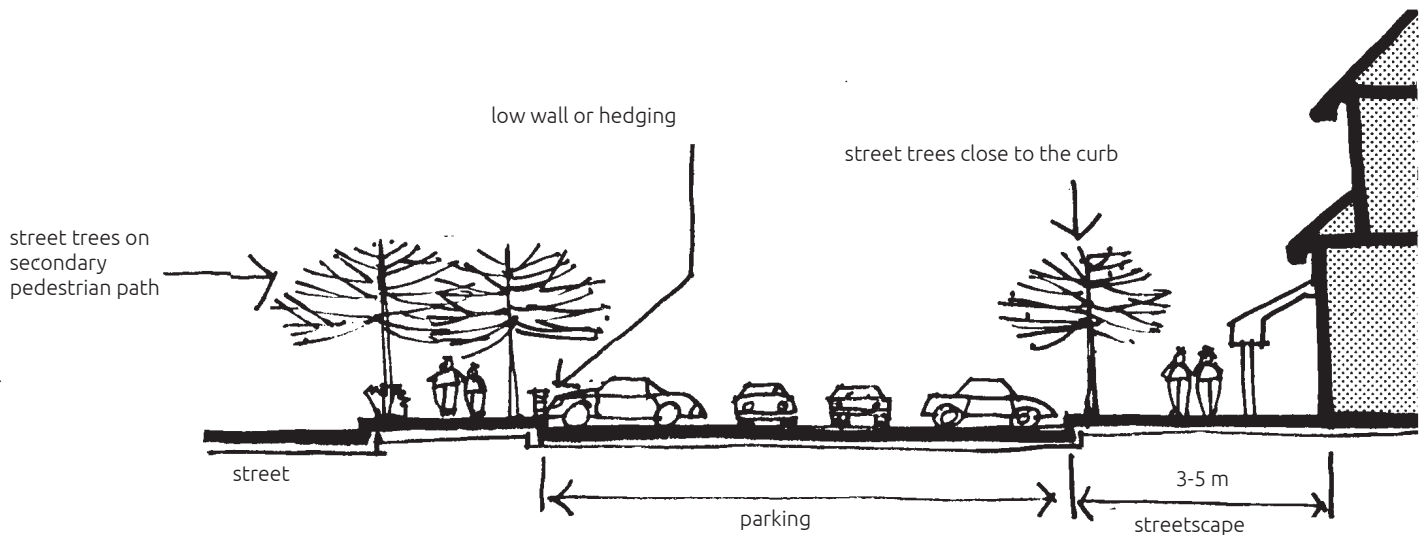 low wall or hedging
street trees close to the curb
street trees on
secondary
pedestrian path
street
parking
3-5 m
streetscape